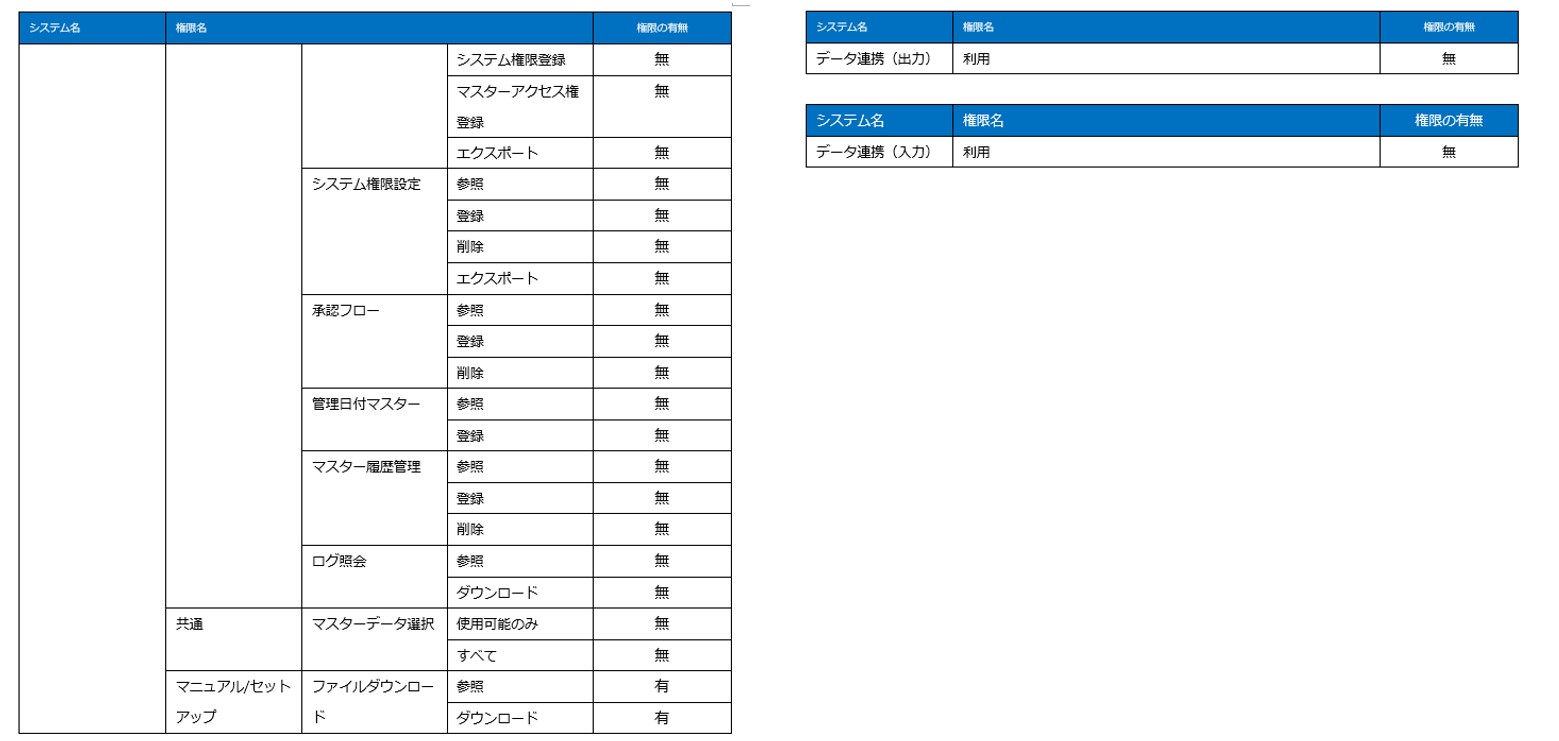 システム名 権限名 権限の有無
システム権限登録 無
マスターアクセス権 無
登録
エクスポート 無
システム権限設定 参照 無
登録 無
削除 無
エクスポート 無
承認フロー 参照 無
登録 無
削除 無
管理日付マスター 参照 無
登録 無
マスター履歴管理 参照 無
登録 無
削除 無
ログ照会 参照 無
ダウンロード 無
共通 マスターデータ選択 使用可能のみ 無
すべて 無
マニュアル/セット ファイルダウンロー 参照 有
アップ ド ダウンロード 有
システム名 権限名 権限の有無
データ連携（出力） 利用 無
システム名 権限名 権限の有無
データ連携（入力） 利用 無